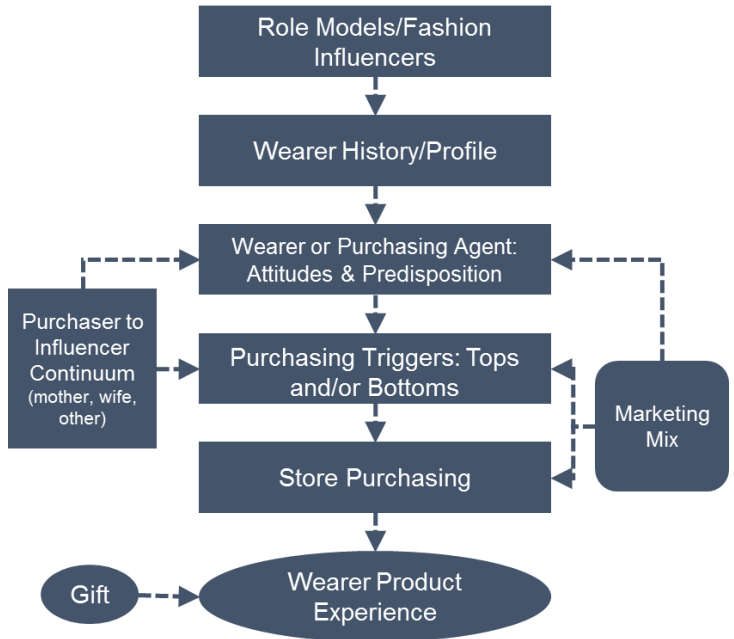 Role Models/Fashion
Influencers
Wearer History/Profile
Wearer or Purchasing Agent:
Attitudes & Predisposition
Purchaser to
Influencer
Continuum
(mother, wife,
other)
Purchasing Triggers: Tops
and/or Bottoms
Marketing
Mix
Store Purchasing
Gift
Wearer Product
Experience